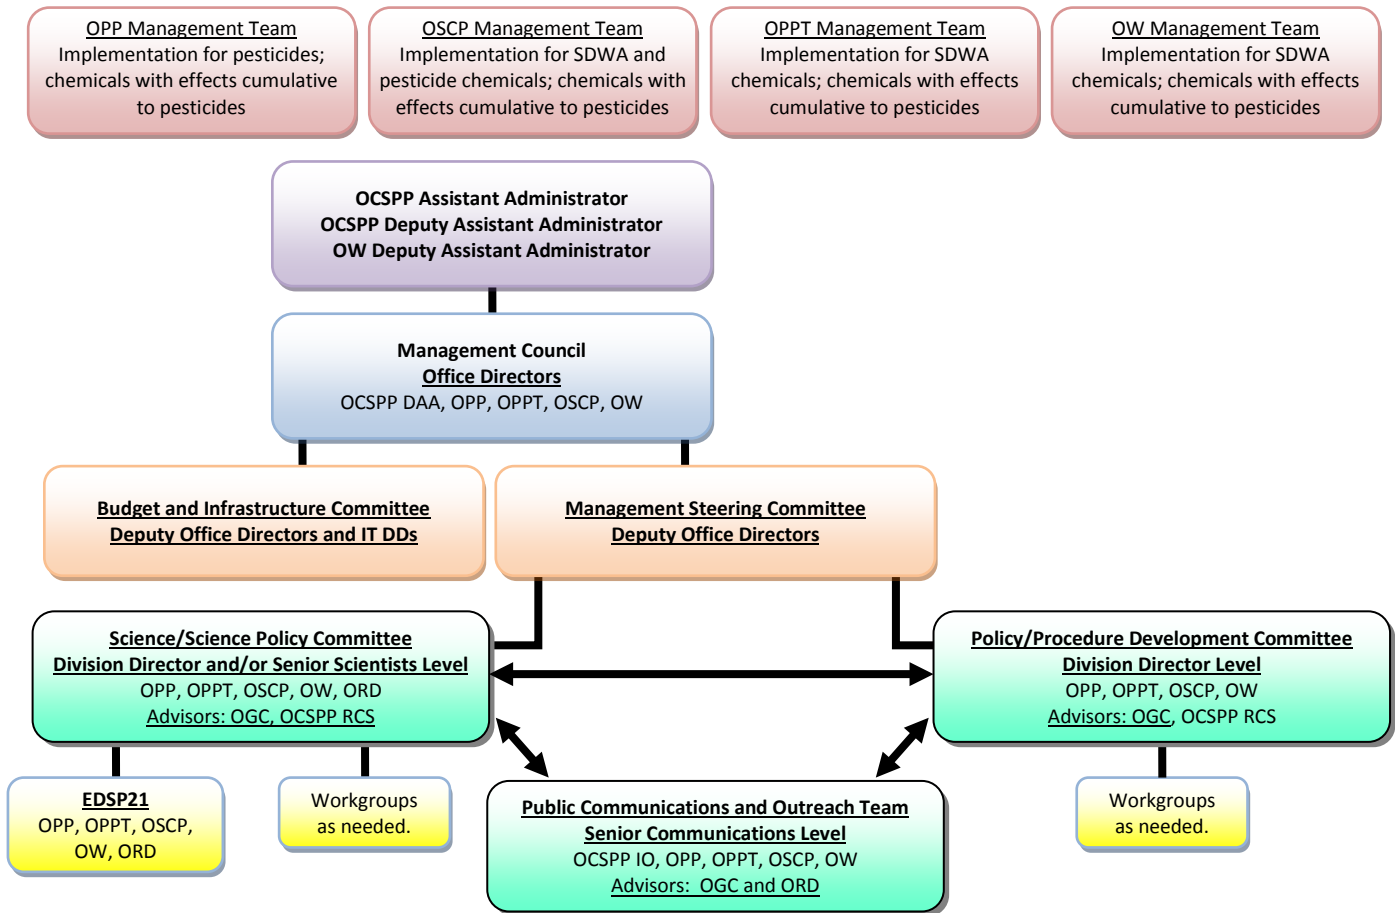 OPP Management Team
Implementation for pesticides;
chemicals with effects cumulative
to pesticides
OSCP Management Team
Implementation for SDWA and
pesticide chemicals; chemicals with
effects cumulative to pesticides
OPPT Management Team
Implementation for SDWA
chemicals; chemicals with effects
cumulative to pesticides
OW Management Team
Implementation for SDWA
chemicals; chemicals with effects
cumulative to pesticides
OCSPP Assistant Administrator
OCSPP Deputy Assistant Administrator
OW Deputy Assistant Administrator
Management Council
Office Directors
OCSPP DAA, OPP, OPPT, OSCP, OW
Budget and Infrastructure Committee
Deputy Office Directors and IT DDs
Management Steering Committee
Deputy Office Directors
Science/Science Policy Committee
Division Director and/or Senior Scientists Level
OPP, OPPT, OSCP, OW, ORD
Advisors: OGC, OCSPP RCS
Policy/Procedure Development Committee
Division Director Level
OPP, OPPT, OSCP, OW
Advisors: OGC, OCSPP RCS
EDSP21
OPP, OPPT, OSCP,
OW, ORD
Workgroups
as needed.
Public Communications and Outreach Team
Senior Communications Level
OCSPP IO, OPP, OPPT, OSCP, OW
Advisors:  OGC and ORD
Workgroups
as needed.